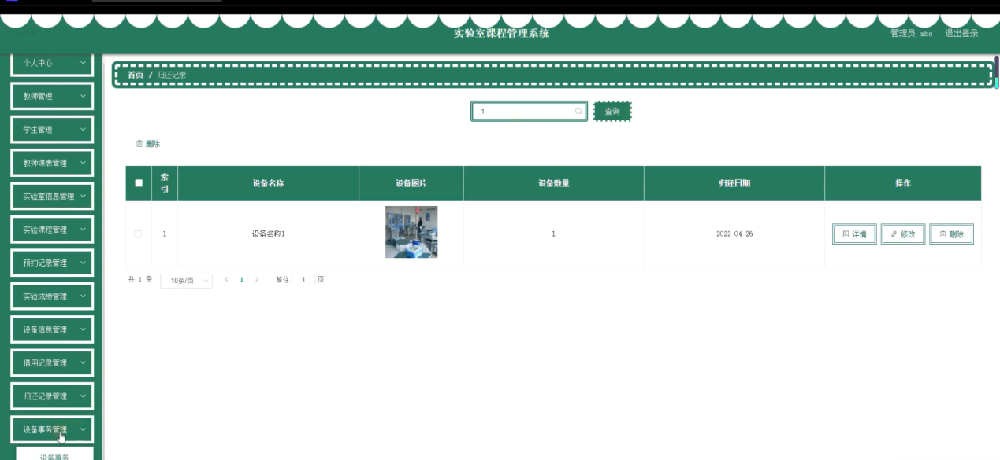 实验室课程管理系统
管理员 abo 退出登录
个人中心
教师管理
学生管理
教师课表管理
实验室信息管理
实验课程管理
预约记录管理
实验成绩管理
设备信息管理
借用记录管理
归还记录管理
设备事务管理
设备事务
首页 / 归还记录
1 查询
删除
索引 设备名称 设备图片 设备数量 归还日期 操作
1 设备名称1 1 2022-04-26 详情 修改 删除
共 1 条 10条/页 1 前往 1 页